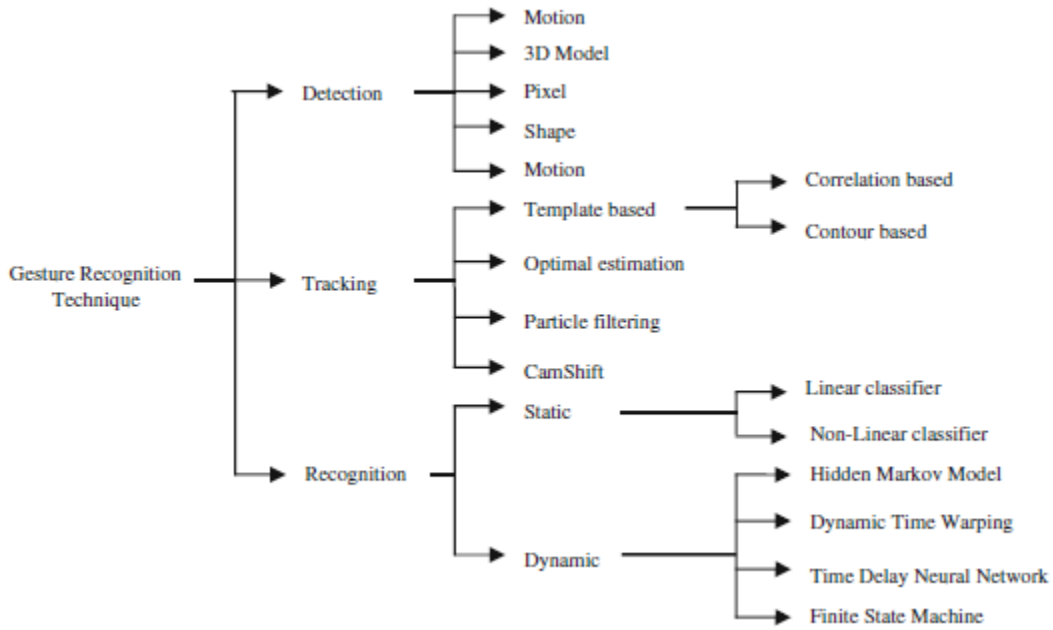 Motion
3D Model
Detection
Pixel
Shape
Motion
Correlation based
Template based
Contour based
Optimal estimation
Gesture Recognition
Technique
Tracking
Particle filtering
CamShift
Linear classifier
Static
Non-Linear classifier
Recognition
Hidden Markov Model
Dynamic Time Warping
Dynamic
Time Delay Neural Network
Finite State Machine